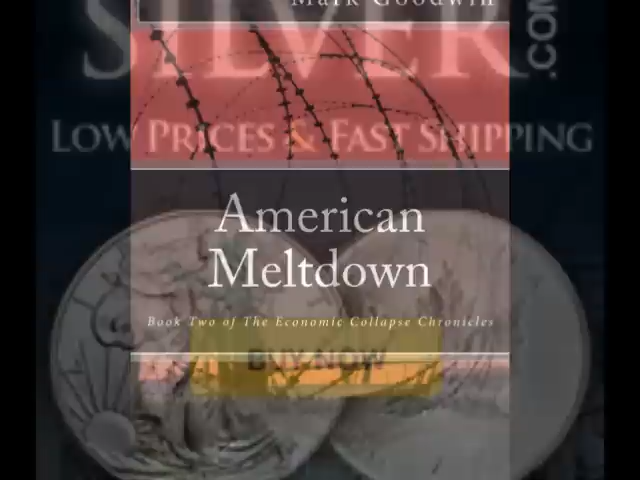 Mark Goodwin
SILVER.COM
LOW PRICES & FAST SHIPPING
American
Meltdown
Book Two of The Economic Collapse Chronicles
BUY NOW